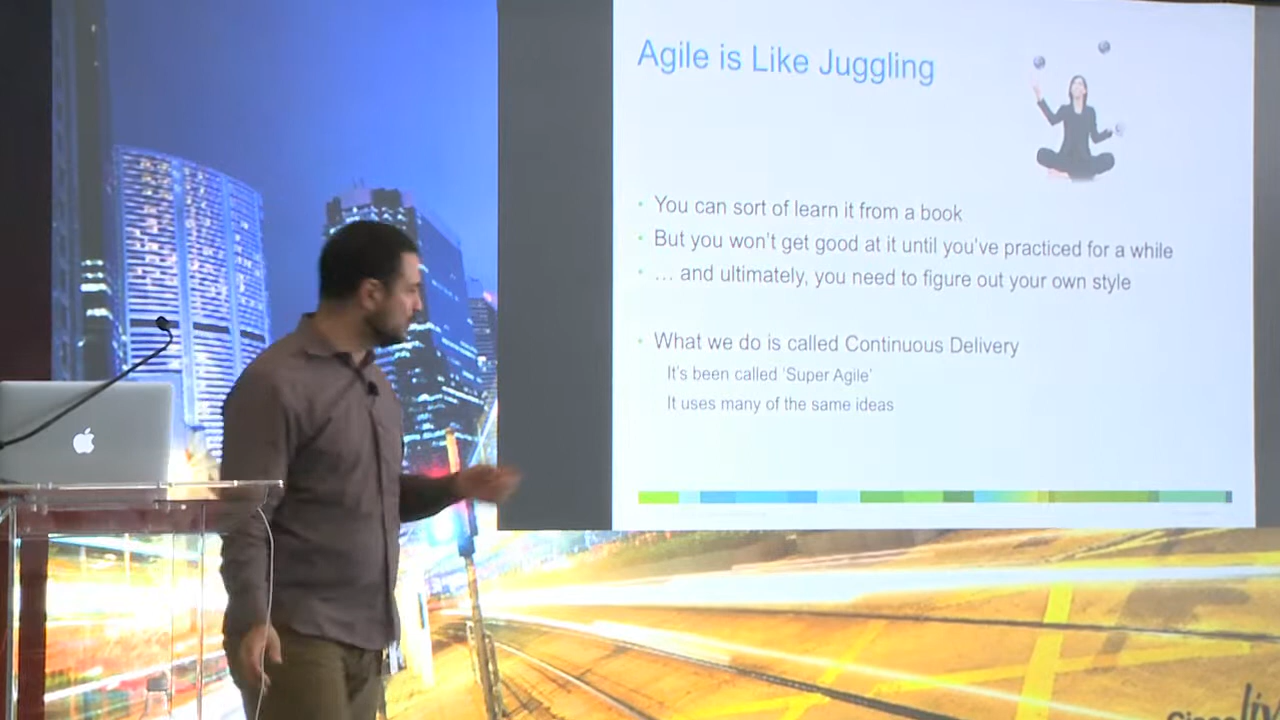 Agile is Like Juggling
You can sort of learn it from a book
But you won't get good at it until you've practiced for a while
… and ultimately, you need to figure out your own style
What we do is called Continuous Delivery
It's been called 'Super Agile'
It uses many of the same ideas